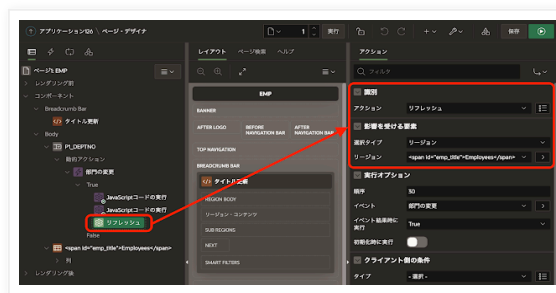 アプリケーション126 \ ページ・デザイナ
1
実行
保存
ページ1: EMP
レンダリング前
コンポーネント
Breadcrumb Bar
タイトル更新
Body
P1_DEPTNO
動的アクション
部門の変更
True
JavaScriptコードの実行
JavaScriptコードの実行
リフレッシュ
False
<span id="emp_title">Employees</span>
列
レンダリング後
レイアウト
ページ検索
ヘルプ
EMP
BANNER
AFTER LOGO
BEFORE NAVIGATION BAR
AFTER NAVIGATION BAR
TOP NAVIGATION
BREADCRUMB BAR
タイトル更新
REGION BODY
リージョン・コンテンツ
SUB REGIONS
NEXT
SMART FILTERS
アクション
フィルタ
識別
アクション リフレッシュ
影響を受ける要素
選択タイプ リージョン
リージョン <span id="emp_title">Employees</span>
実行オプション
順序 30
イベント 部門の変更
イベント結果時に実行 True
初期化時に実行
クライアント側の条件
タイプ - 選択 -